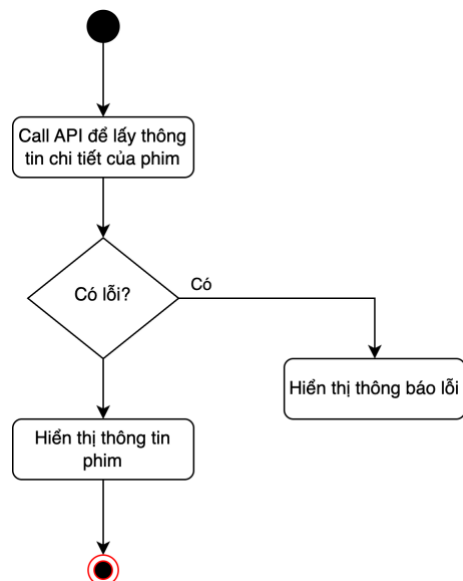 Call API để lấy thông
tin chi tiết của phim
Có lỗi?
Có
Hiển thị thông báo lỗi
Hiển thị thông tin
phim